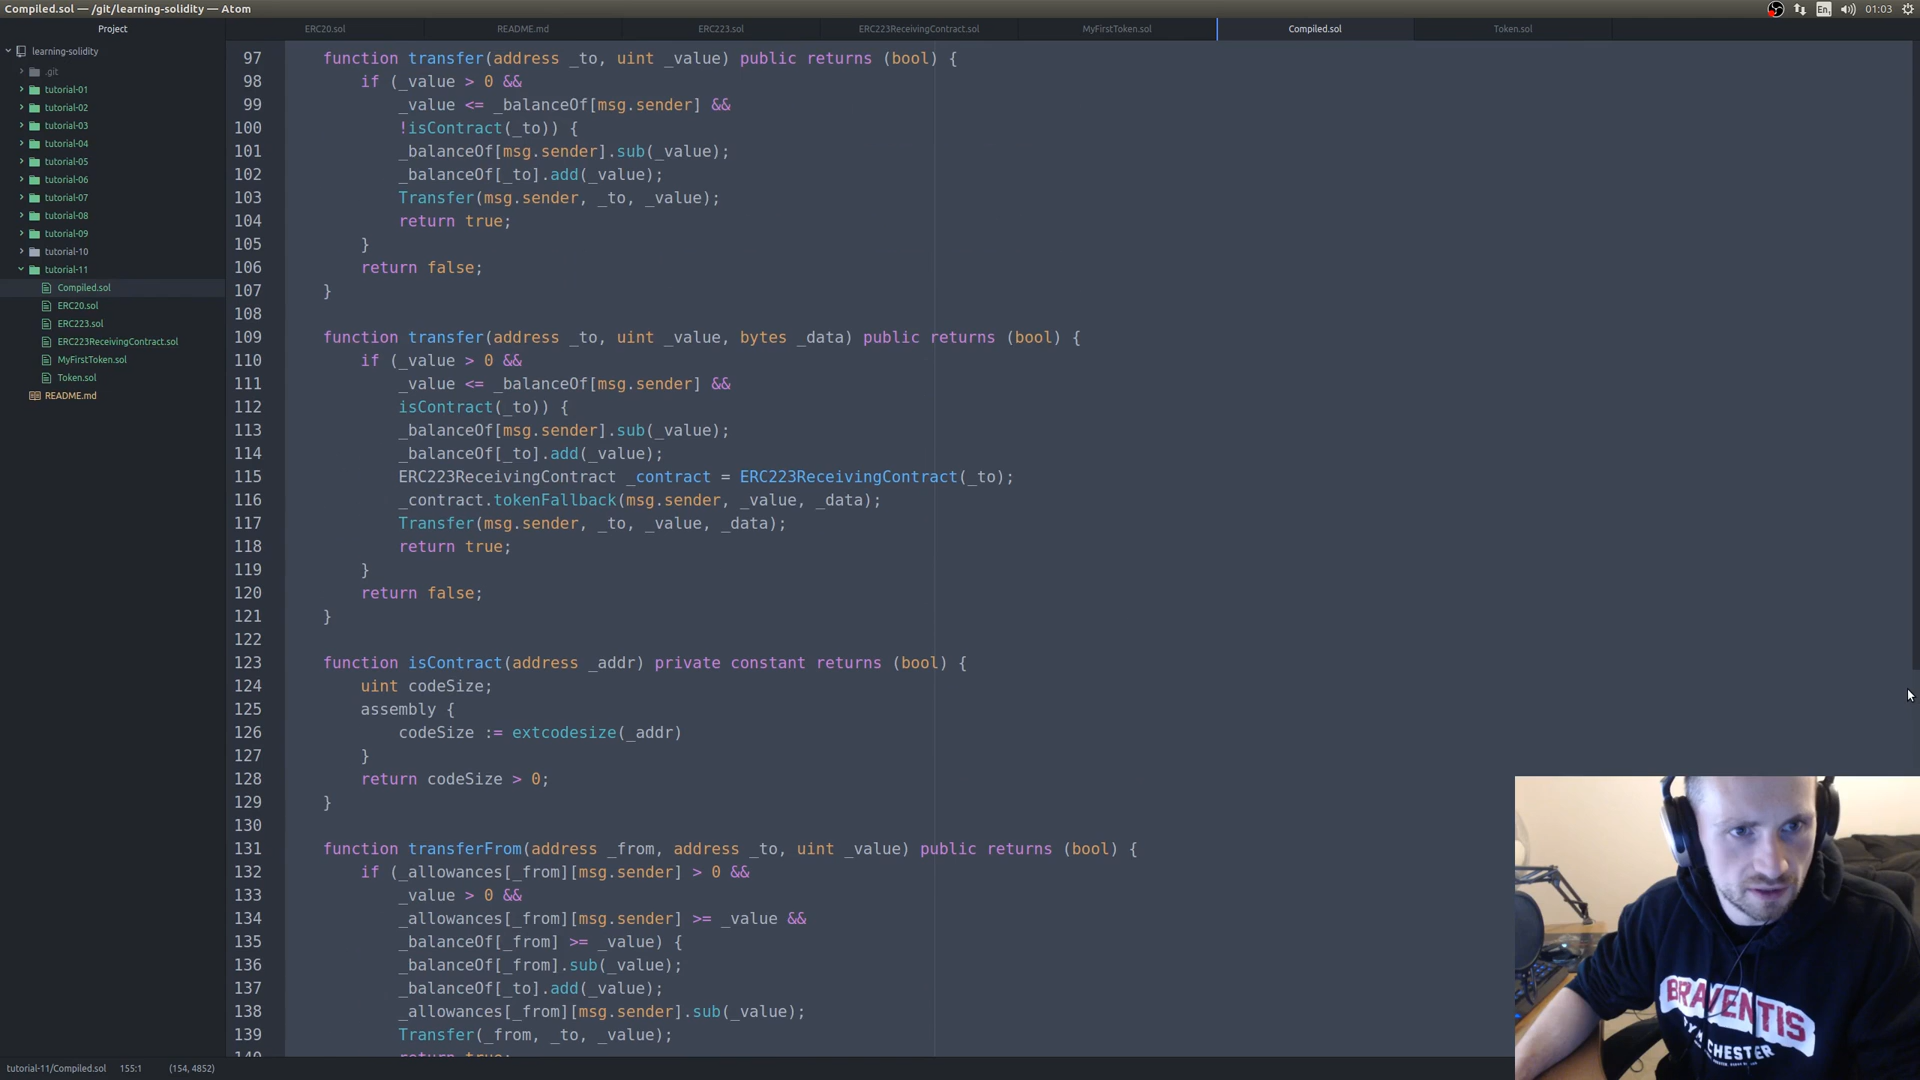 Compiled.sol — /git/learning-solidity — Atom
En
01:03
Project
ERC20.sol
README.md
ERC223.sol
ERC223ReceivingContract.sol
MyFirstToken.sol
Compiled.sol
Token.sol
learning-solidity
.git
tutorial-01
tutorial-02
tutorial-03
tutorial-04
tutorial-05
tutorial-06
tutorial-07
tutorial-08
tutorial-09
tutorial-10
tutorial-11
Compiled.sol
ERC20.sol
ERC223.sol
ERC223ReceivingContract.sol
MyFirstToken.sol
Token.sol
README.md
97 function transfer(address _to, uint _value) public returns (bool) {
98 if (_value > 0 &&
99 _value <= _balanceOf[msg.sender] &&
100 !isContract(_to)) {
101 _balanceOf[msg.sender].sub(_value);
102 _balanceOf[_to].add(_value);
103 Transfer(msg.sender, _to, _value);
104 return true;
105 }
106 return false;
107 }
108
109 function transfer(address _to, uint _value, bytes _data) public returns (bool) {
110 if (_value > 0 &&
111 _value <= _balanceOf[msg.sender] &&
112 isContract(_to)) {
113 _balanceOf[msg.sender].sub(_value);
114 _balanceOf[_to].add(_value);
115 ERC223ReceivingContract _contract = ERC223ReceivingContract(_to);
116 _contract.tokenFallback(msg.sender, _value, _data);
117 Transfer(msg.sender, _to, _value, _data);
118 return true;
119 }
120 return false;
121 }
122
123 function isContract(address _addr) private constant returns (bool) {
124 uint codeSize;
125 assembly {
126 codeSize := extcodesize(_addr)
127 }
128 return codeSize > 0;
129 }
130
131 function transferFrom(address _from, address _to, uint _value) public returns (bool) {
132 if (_allowances[_from][msg.sender] > 0 &&
133 _value > 0 &&
134 _allowances[_from][msg.sender] >= _value &&
135 _balanceOf[_from] >= _value) {
136 _balanceOf[_from].sub(_value);
137 _balanceOf[_to].add(_value);
138 _allowances[_from][msg.sender].sub(_value);
139 Transfer(_from, _to, _value);
140 return true;
tutorial-11/Compiled.sol 155:1 (154, 4852)
BRAVENTIS
CHESTER